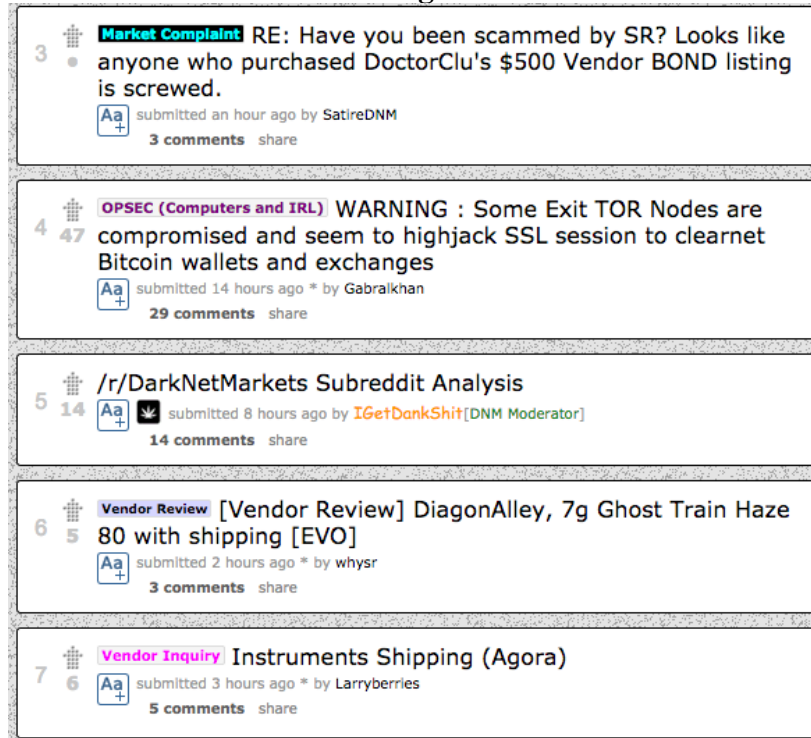 3
Market Complaint RE: Have you been scammed by SR? Looks like
anyone who purchased DoctorClu's $500 Vendor BOND listing
is screwed.
Aa+ submitted an hour ago by SatireDNM
3 comments share
4
47
OPSEC (Computers and IRL) WARNING : Some Exit TOR Nodes are
compromised and seem to highjack SSL session to clearnet
Bitcoin wallets and exchanges
Aa+ submitted 14 hours ago * by Gabralkhan
29 comments share
5
14
/r/DarkNetMarkets Subreddit Analysis
Aa+ submitted 8 hours ago by IGetDankShit[DNM Moderator]
14 comments share
6
5
Vendor Review [Vendor Review] DiagonAlley, 7g Ghost Train Haze
80 with shipping [EVO]
Aa+ submitted 2 hours ago * by whysr
3 comments share
7
6
Vendor Inquiry Instruments Shipping (Agora)
Aa+ submitted 3 hours ago * by Larryberries
5 comments share